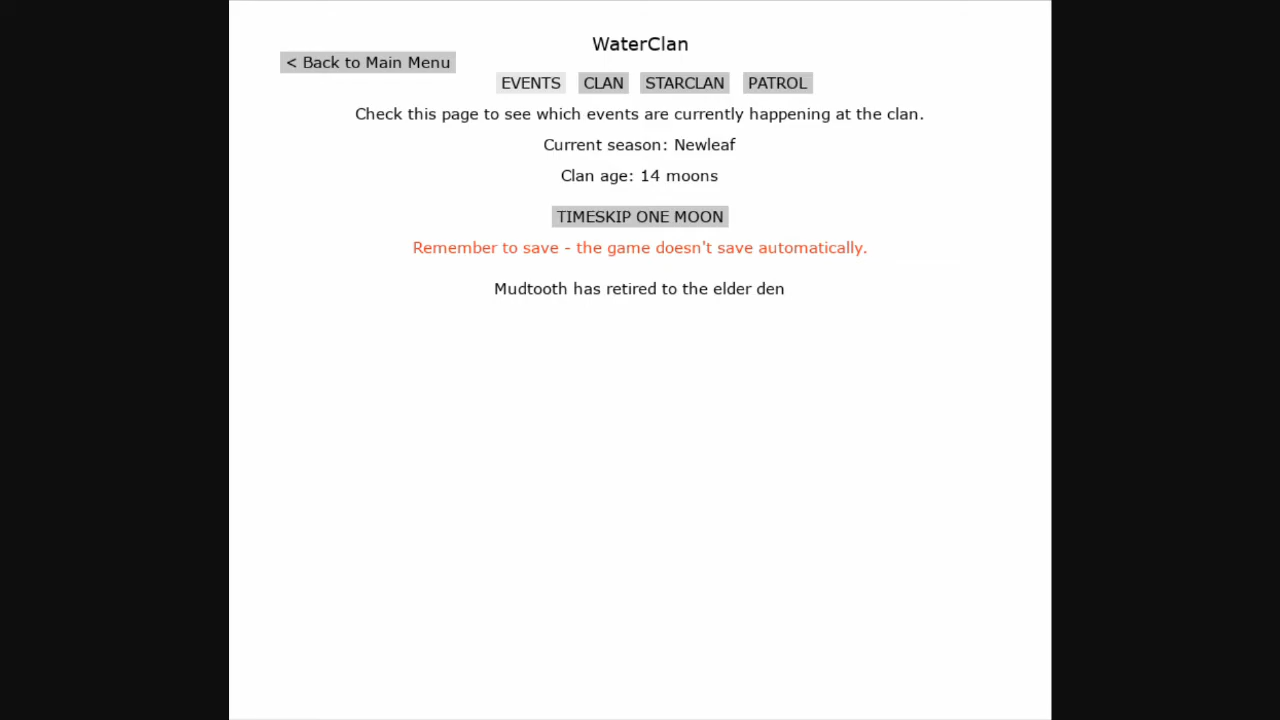 WaterClan
< Back to Main Menu
EVENTS CLAN STARCLAN PATROL
Check this page to see which events are currently happening at the clan.
Current season: Newleaf
Clan age: 14 moons
TIMESKIP ONE MOON
Remember to save - the game doesn't save automatically.
Mudtooth has retired to the elder den